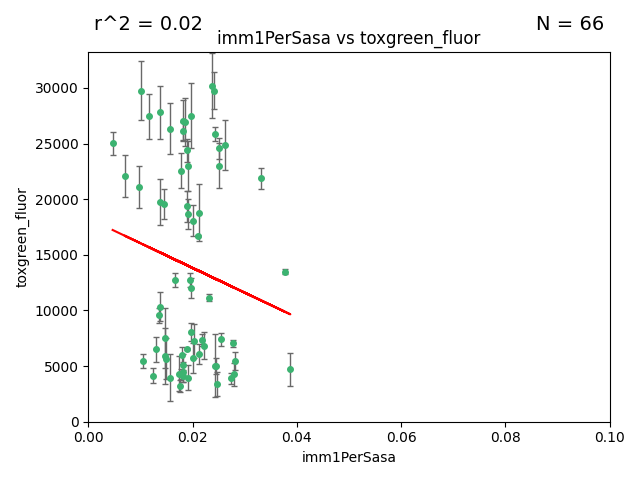 r^2 = 0.02
N = 66
imm1PerSasa vs toxgreen_fluor
toxgreen_fluor
30000
25000
20000
15000
10000
5000
0
0.00 0.02 0.04 0.06 0.08 0.10
imm1PerSasa